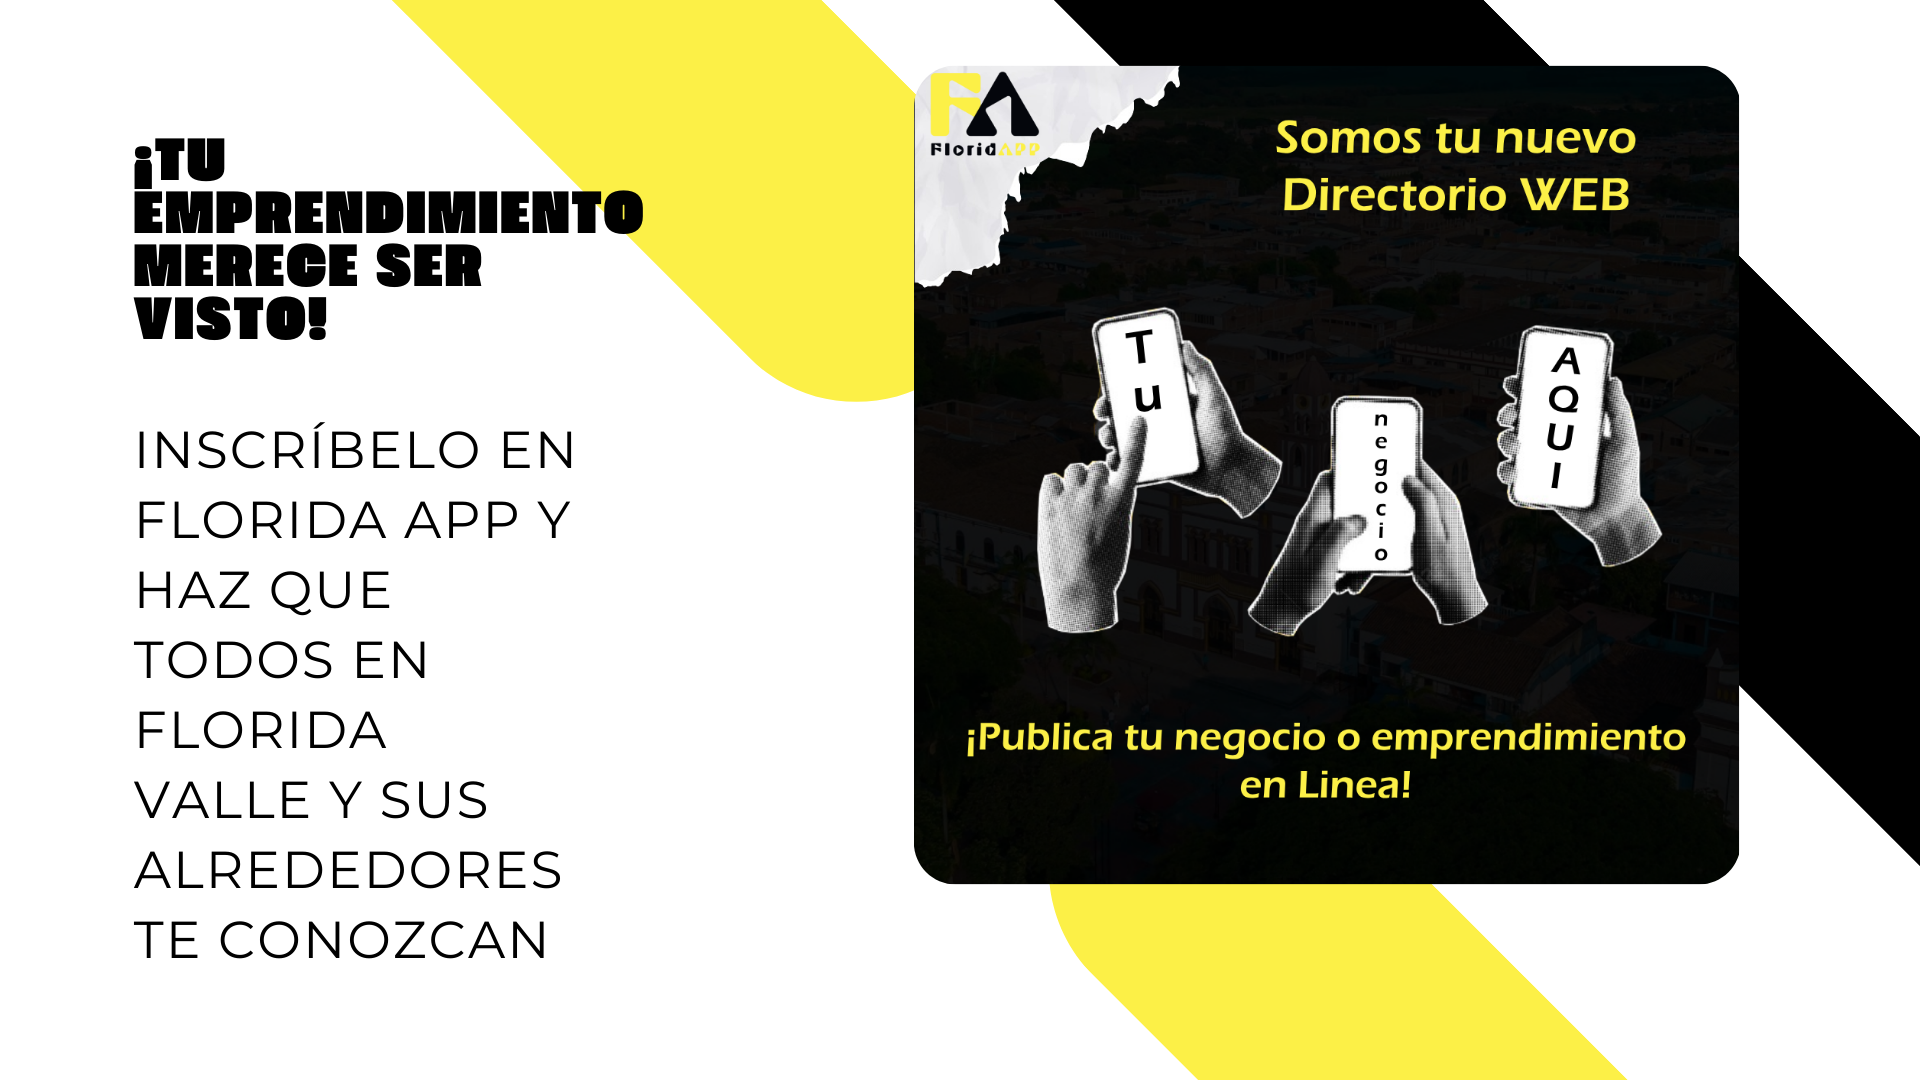 ¡TU
EMPRENDIMIENTO
MERECE SER
VISTO!
INSCRÍBELO EN
FLORIDA APP Y
HAZ QUE
TODOS EN
FLORIDA
VALLE Y SUS
ALREDEDORES
TE CONOZCAN
FA
FloridAPP
Somos tu nuevo
Directorio WEB
Tu
negocio
AQUI
¡Publica tu negocio o emprendimiento
en Linea!